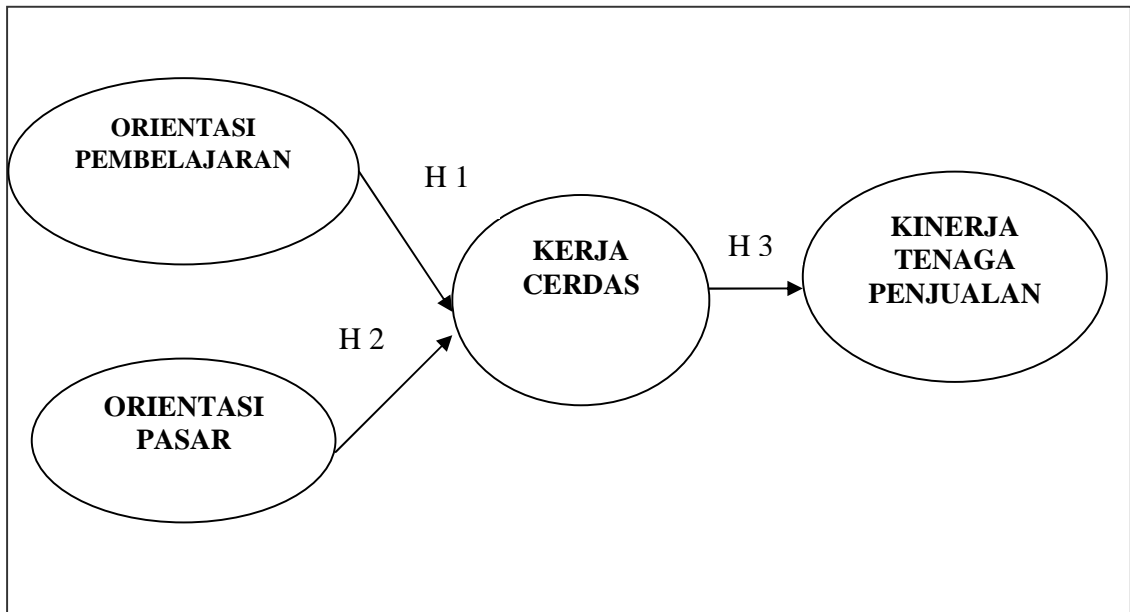 ORIENTASI
PEMBELAJARAN
H 1
KERJA
CERDAS
H 3
KINERJA
TENAGA
PENJUALAN
H 2
ORIENTASI
PASAR